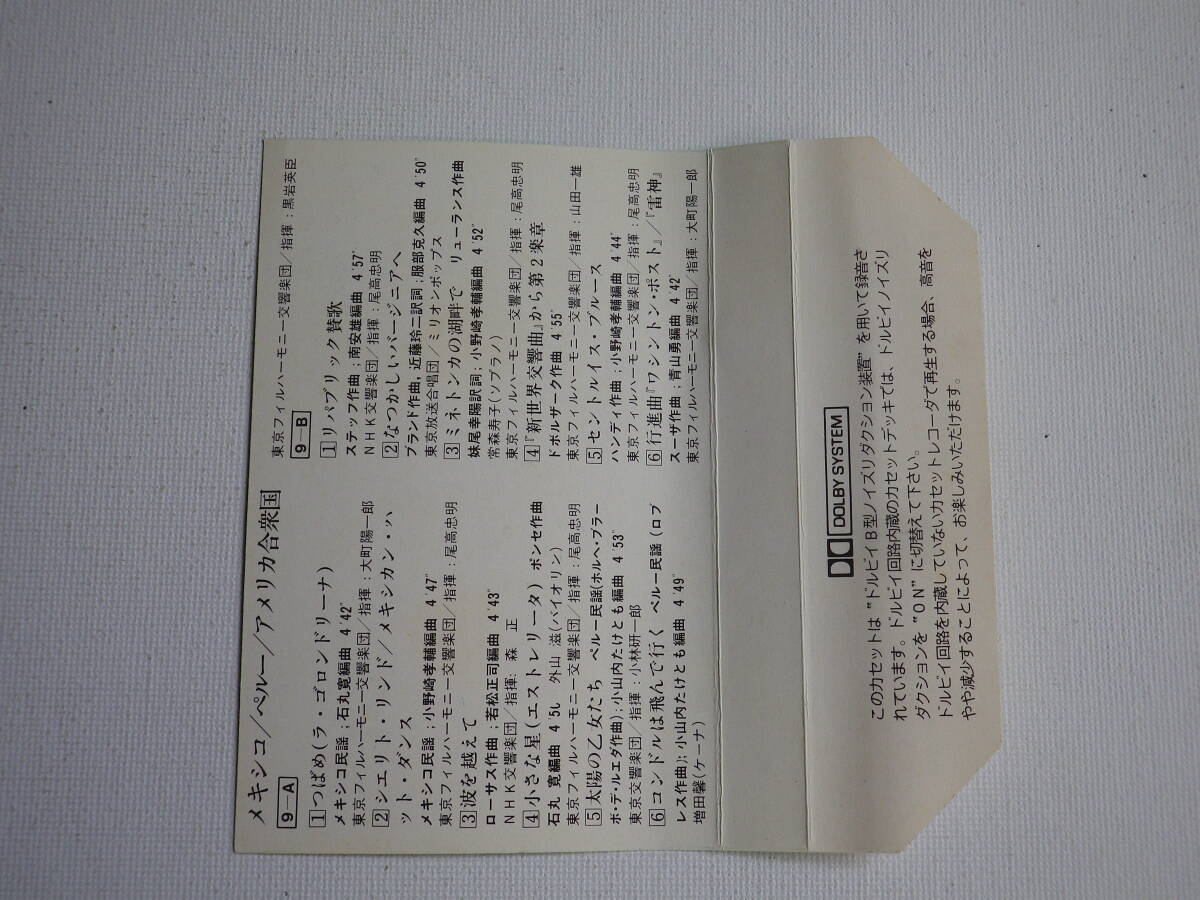 メキシコ/ペルー/アメリカ合衆国
9-A
1 つばめ(ラ・ゴロンドリーナ)
メキシコ民謡;石丸寛編曲 4′42″
東京フィルハーモニー交響楽団/指揮:大町陽一郎
2 シエリト・リンド/メキシカン・ハ
ット・ダンス
メキシコ民謡;小野崎孝輔編曲 4′47″
東京フィルハーモニー交響楽団/指揮:尾高忠明
3 波を越えて
ローサス作曲;若松正司編曲 4′43″
NHK交響楽団/指揮:森 正
4 小さな星(エストレリータ) ポンセ作曲
石丸 寛編曲 4′51 外山 滋(バイオリン)
東京フィルハーモニー交響楽団/指揮:尾高忠明
5 太陽の乙女たち ペルー民謡(ホルヘ・ブラー
ボ・デ・ルエダ作曲);小山内たけとも編曲 4′53″
東京交響楽団/指揮:小林研一郎
6 コンドルは飛んで行く ペルー民謡(ロブ
レス作曲);小山内たけとも編曲 4′49″
増田馨(ケーナ)
東京フィルハーモニー交響楽団/指揮:黒岩英臣
9-B
1 リパブリック賛歌
ステッフ作曲;南安雄編曲 4′57″
NHK交響楽団/指揮:尾高忠明
2 なつかしいバージニアへ
ブランド作曲,近藤玲二訳詞;服部克久編曲 4′50″
東京放送合唱団/ミリオンポップス
3 ミネトンカの湖畔で リューランス作曲
妹尾幸陽訳詞;小野崎孝輔編曲 4′52″
常森寿子(ソプラノ)
東京フィルハーモニー交響楽団/指揮:尾高忠明
4 『新世界交響曲』から第2楽章
ドボルザーク作曲 4′55″
東京フィルハーモニー交響楽団/指揮:山田一雄
5 セントルイス・ブルース
ハンディ作曲;小野崎孝輔編曲 4′44″
東京フィルハーモニー交響楽団/指揮:尾高忠明
6 行進曲『ワシントン・ポスト』/『雷神』
スーザ作曲;青山勇編曲 4′42″
東京フィルハーモニー交響楽団/指揮:大町陽一郎
DOLBY SYSTEM
このカセットは"ドルビイB型ノイズリダクション装置"を用いて録音さ
れています。ドルビイ回路内蔵のカセットデッキでは、ドルビイノイズリ
ダクションを"ON"に切替えて下さい。
ドルビイ回路を内蔵していないカセットレコーダで再生する場合、高音を
やや減少することによって、お楽しみいただけます。